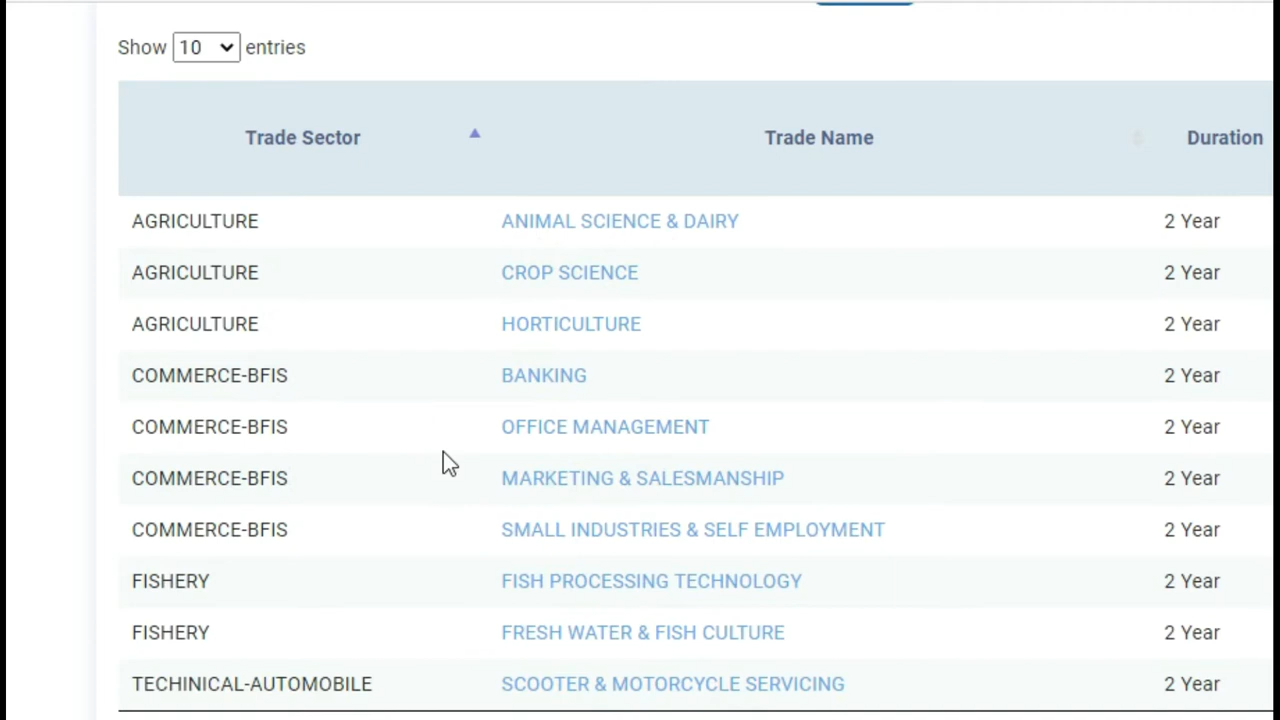 Show 10 entries
Trade Sector Trade Name Duration
AGRICULTURE ANIMAL SCIENCE & DAIRY 2 Year
AGRICULTURE CROP SCIENCE 2 Year
AGRICULTURE HORTICULTURE 2 Year
COMMERCE-BFIS BANKING 2 Year
COMMERCE-BFIS OFFICE MANAGEMENT 2 Year
COMMERCE-BFIS MARKETING & SALESMANSHIP 2 Year
COMMERCE-BFIS SMALL INDUSTRIES & SELF EMPLOYMENT 2 Year
FISHERY FISH PROCESSING TECHNOLOGY 2 Year
FISHERY FRESH WATER & FISH CULTURE 2 Year
TECHINICAL-AUTOMOBILE SCOOTER & MOTORCYCLE SERVICING 2 Year